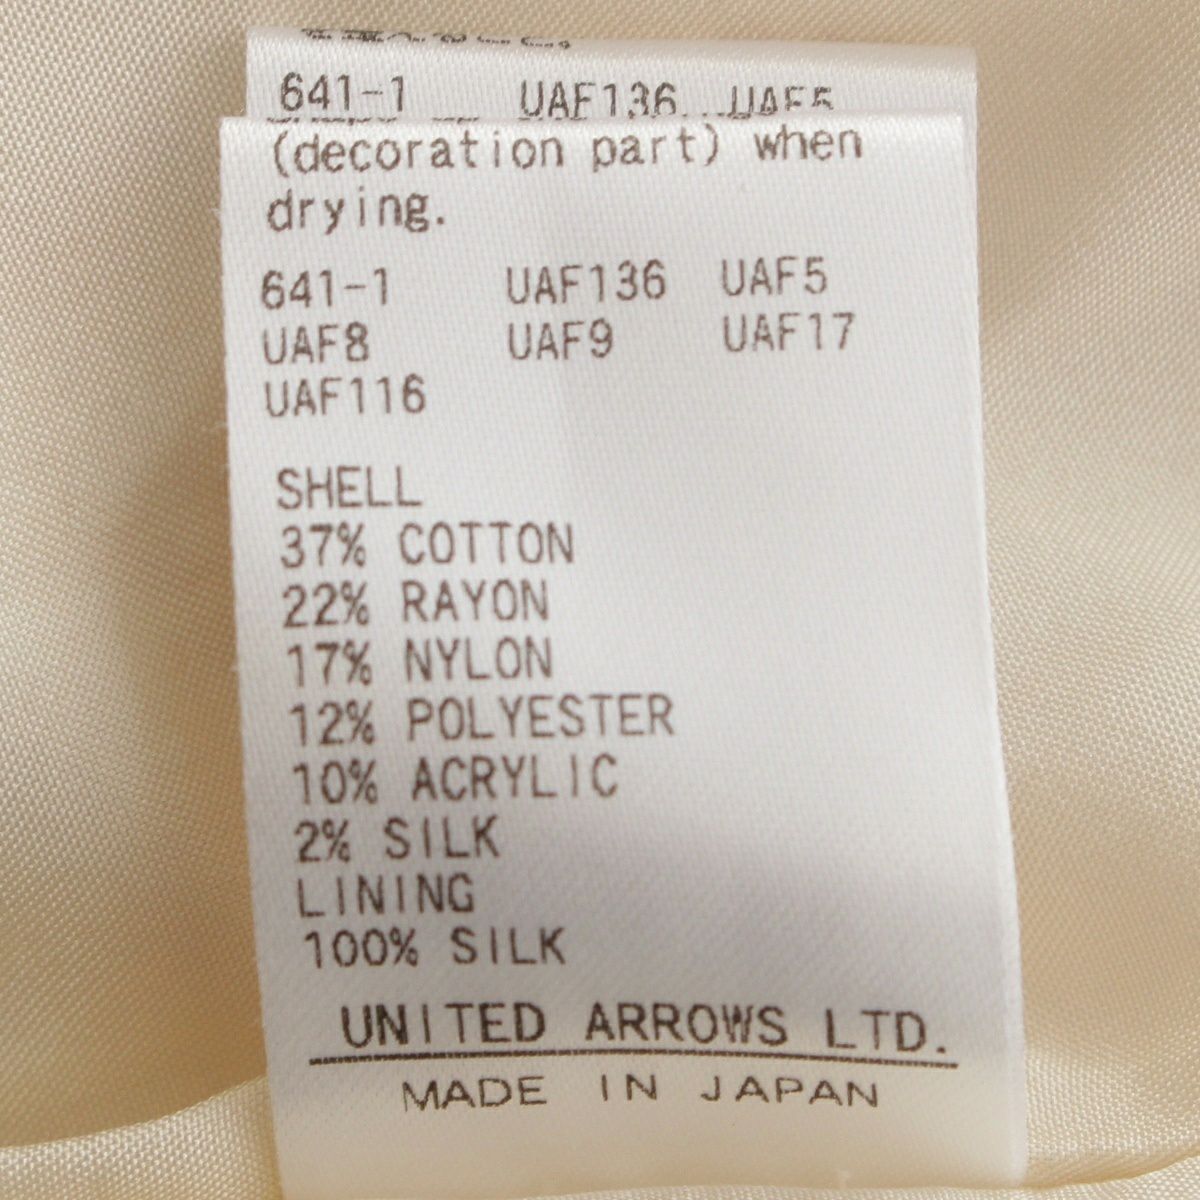 641-1 UAF136 UAF5
(decoration part) when
drying.
641-1 UAF136 UAF5
UAF8 UAF9 UAF17
UAF116
SHELL
37% COTTON
22% RAYON
17% NYLON
12% POLYESTER
10% ACRYLIC
2% SILK
LINING
100% SILK
UNITED ARROWS LTD.
MADE IN JAPAN